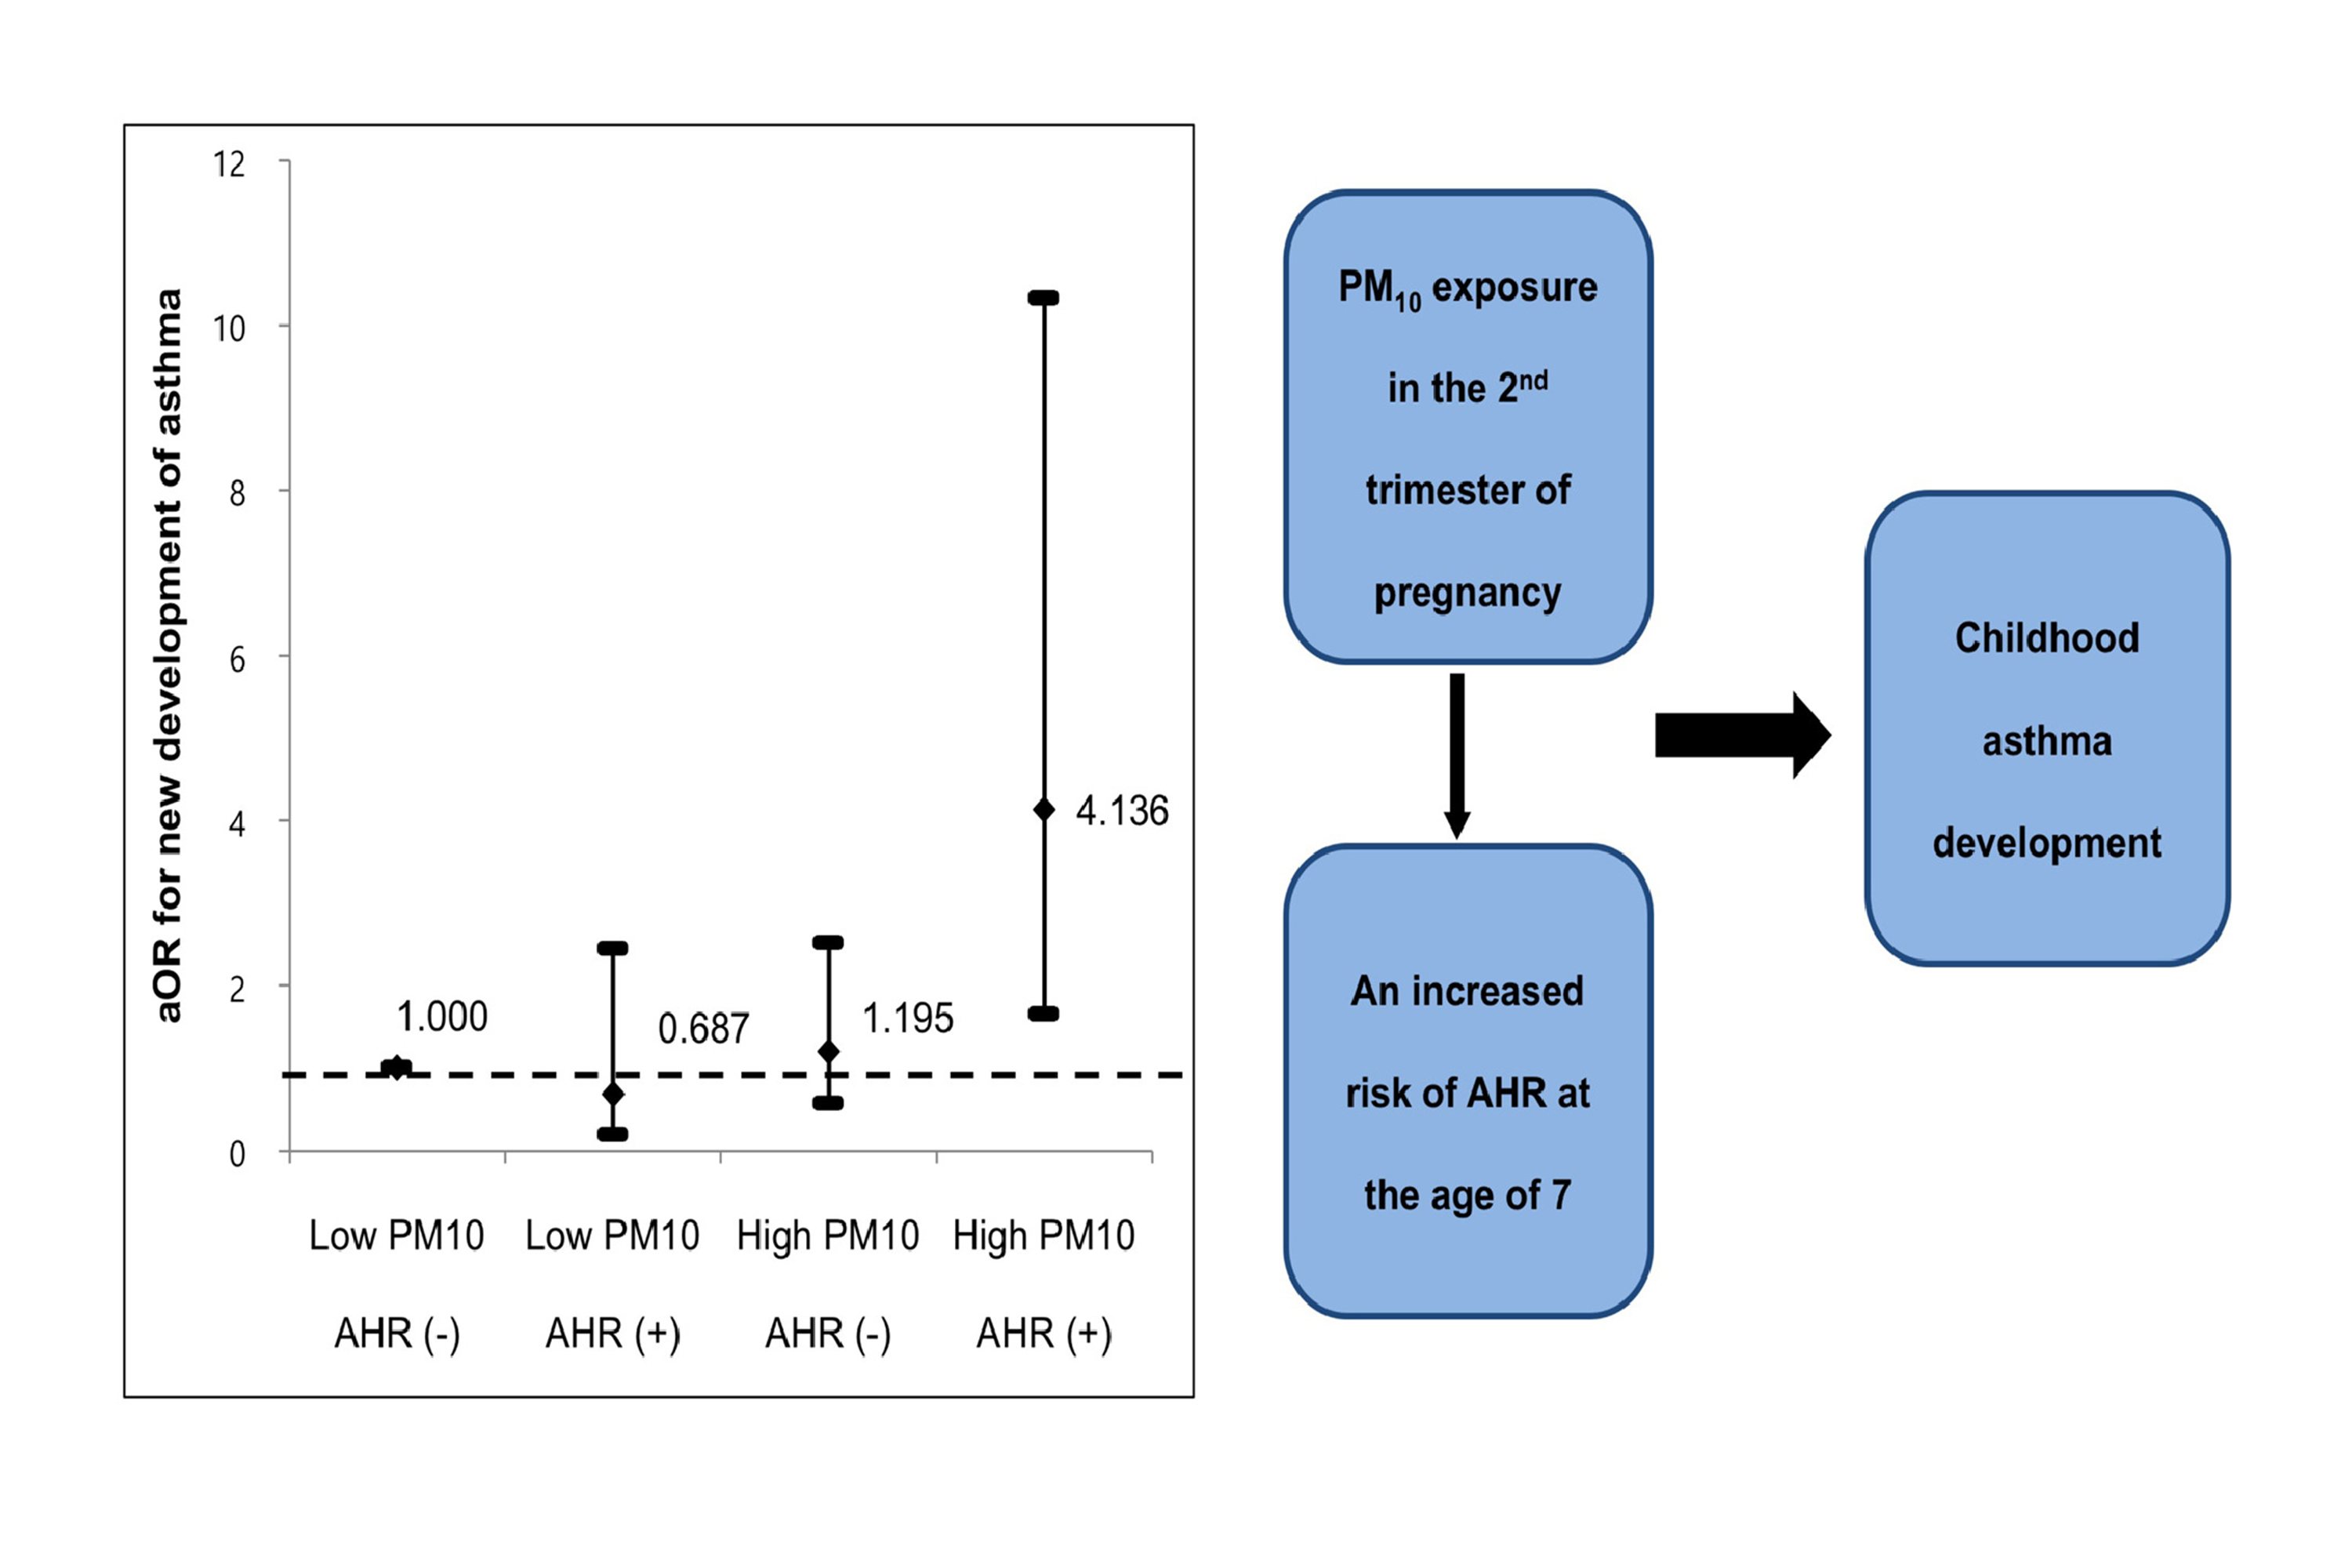 aOR for new development of asthma
12
10
8
6
4
2
0
1.000
0.687
1.195
4.136
Low PM10
AHR (-)
Low PM10
AHR (+)
High PM10
AHR (-)
High PM10
AHR (+)
PM₁₀ exposure
in the 2ⁿᵈ
trimester of
pregnancy
An increased
risk of AHR at
the age of 7
Childhood
asthma
development